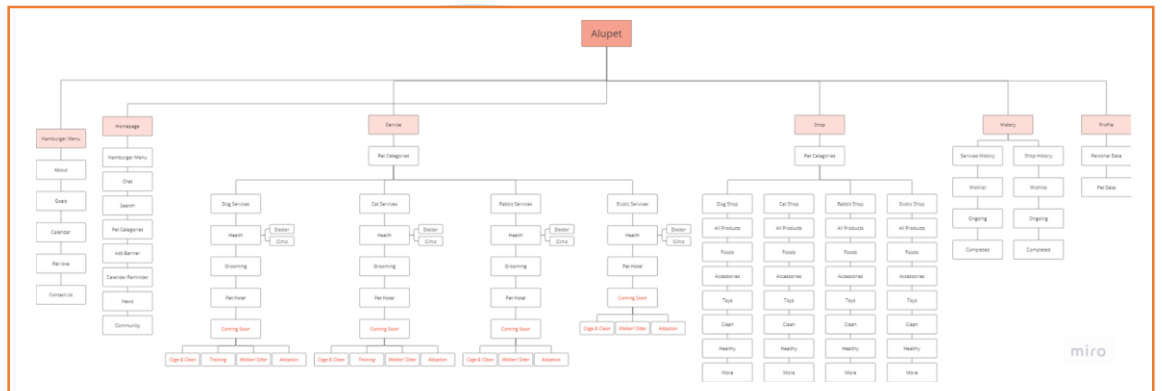 Alupet
Hamburger Menu
About
Goals
Calendar
Pet love
Contact Us
Homepage
Hamburger Menu
Chat
Search
Pet Categories
Ads Banner
Calender Reminder
News
Community
Service
Pet Categories
Dog Services
Health
Doctor
Clinic
Grooming
Pet Hotel
Coming Soon
Cage & Clean
Training
Walker/ Sitter
Adoption
Cat Services
Health
Doctor
Clinic
Grooming
Pet Hotel
Coming Soon
Cage & Clean
Training
Walker/ Sitter
Adoption
Rabbit Services
Health
Doctor
Clinic
Grooming
Pet Hotel
Coming Soon
Cage & Clean
Walker/ Sitter
Adoption
Exotic Services
Health
Doctor
Clinic
Pet Hotel
Coming Soon
Cage & Clean
Walker/ Sitter
Adoption
Shop
Pet Categories
Dog Shop
All Products
Foods
Accessories
Toys
Clean
Healthy
More
Cat Shop
All Products
Foods
Accessories
Toys
Clean
Healthy
More
Rabbit Shop
All Products
Foods
Accessories
Toys
Clean
Healthy
More
Exotic Shop
All Products
Foods
Accessories
Toys
Clean
Healthy
More
History
Services History
Wishlist
Ongoing
Completed
Shop History
Wishlist
Ongoing
Completed
Profile
Personal Data
Pet Data
miro